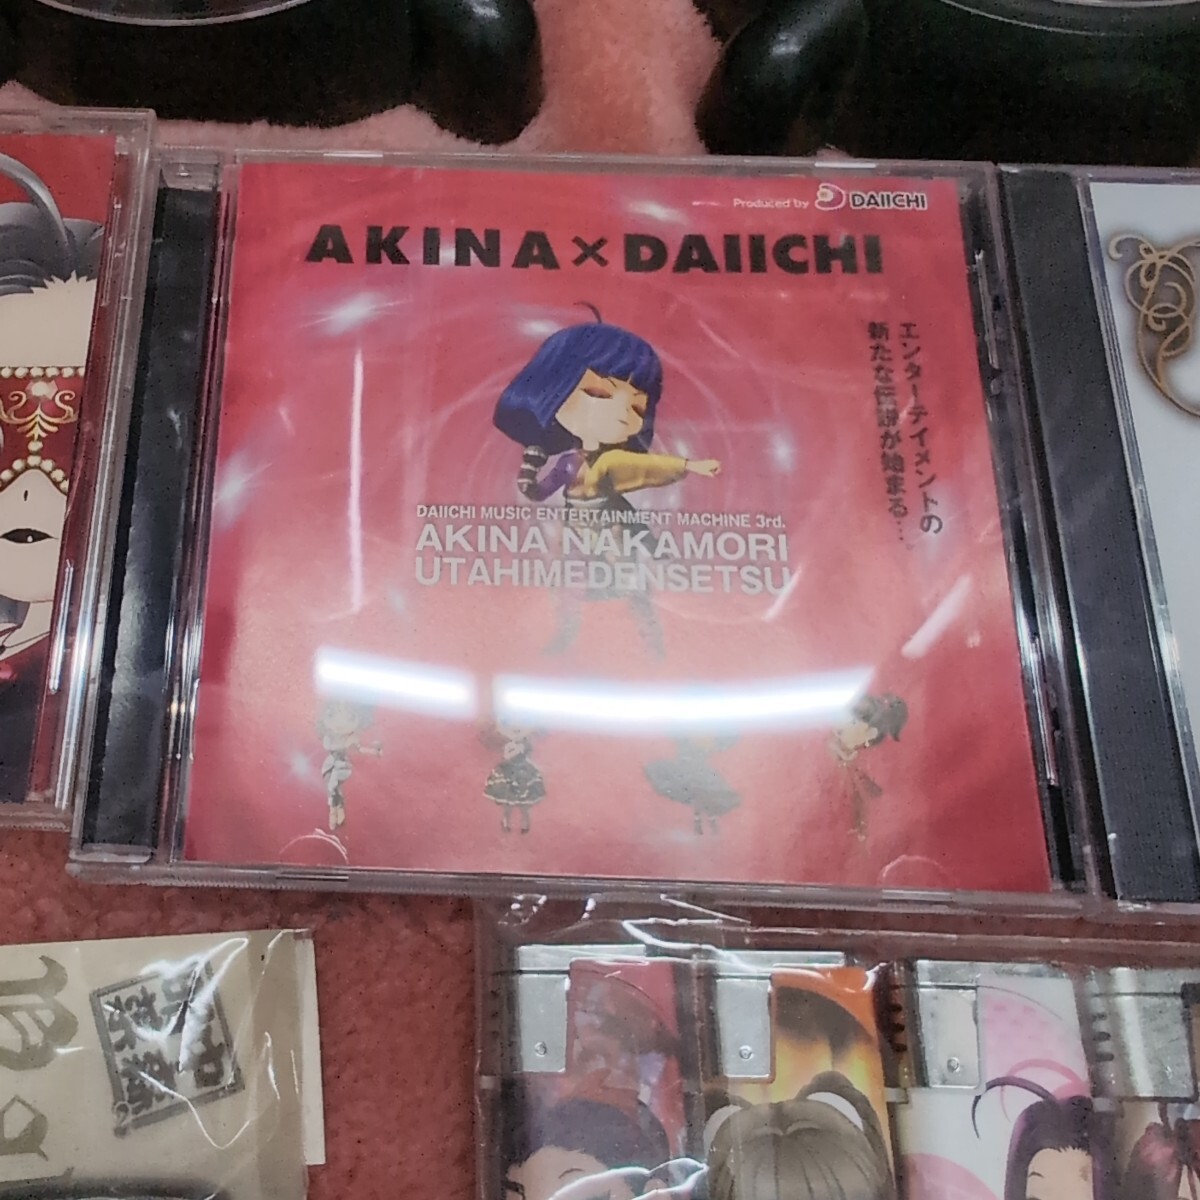 Produced by DAIICHI
AKINA×DAIICHI
エンターテイメントの
新たな伝説が始まる…
DAIICHI MUSIC ENTERTAINMENT MACHINE 3rd.
AKINA NAKAMORI
UTAHIMEDENSETSU